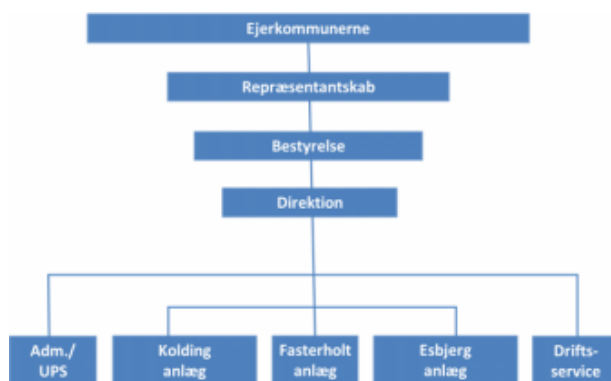 Ejerkommunerne
Repræsentantskab
Bestyrelse
Direktion
Adm./
UPS
Kolding
anlæg
Fasterholt
anlæg
Esbjerg
anlæg
Drifts-
service